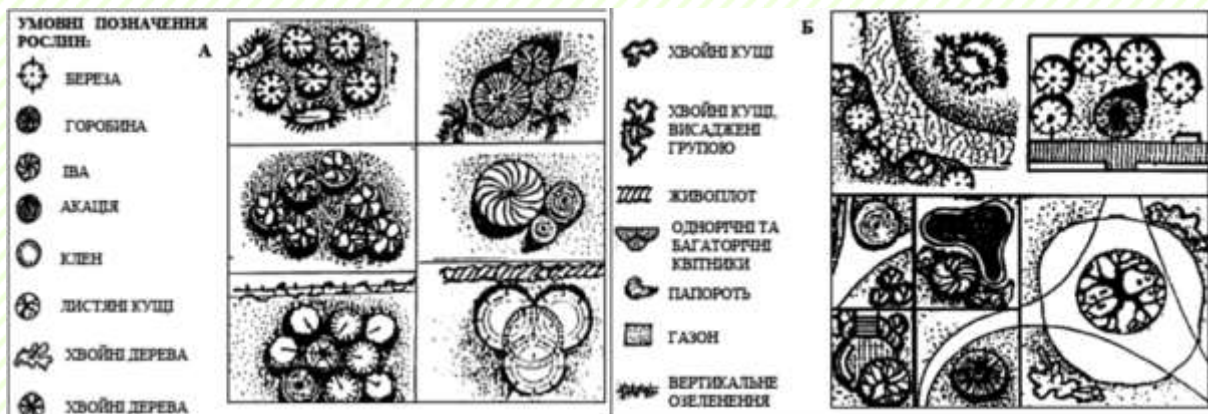 УМОВНІ ПОЗНАЧЕННЯ
РОСЛИН:
А
БЕРЕЗА
ГОРОБИНА
ІВА
АКАЦІЯ
КЛЕН
ЛИСТЯНІ КУЩІ
ХВОЙНІ ДЕРЕВА
ХВОЙНІ ДЕРЕВА
Б
ХВОЙНІ КУЩІ
ХВОЙНІ КУЩІ,
ВИСАДЖЕНІ
ГРУПОЮ
ЖИВОПЛОТ
ОДНОРІЧНІ ТА
БАГАТОРІЧНІ
КВІТНИКИ
ПАПОРОТЬ
ГАЗОН
ВЕРТИКАЛЬНЕ
ОЗЕЛЕНЕННЯ